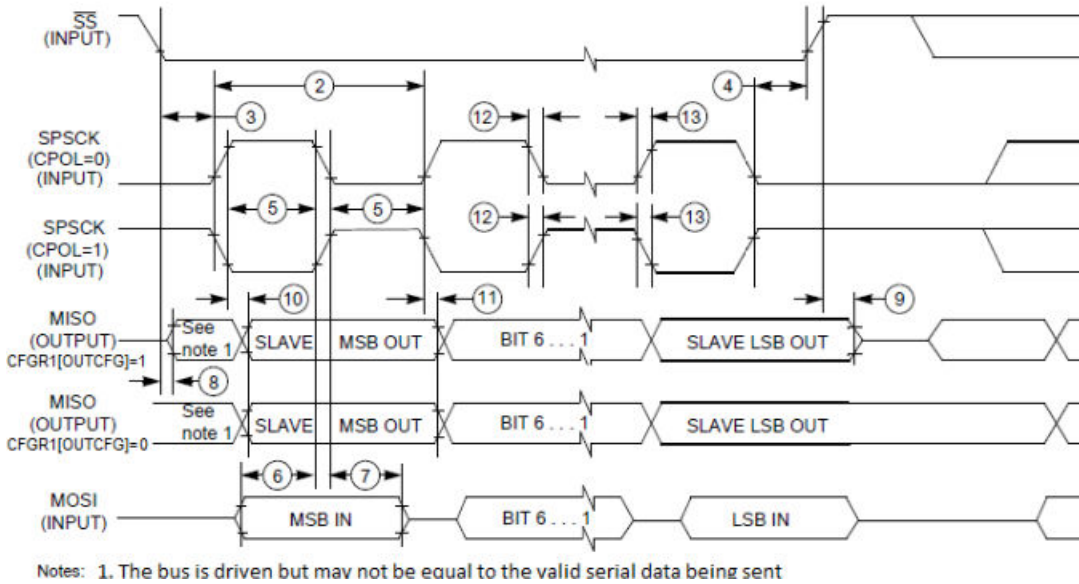 SS
(INPUT)
2
4
3
12
13
SPSCK
(CPOL=0)
(INPUT)
5
5
SPSCK
(CPOL=1)
(INPUT)
12
13
10
11
9
MISO
(OUTPUT)
CFGR1[OUTCFG]=1
See
note 1
SLAVE
MSB OUT
BIT 6 . . . 1
SLAVE LSB OUT
8
MISO
(OUTPUT)
CFGR1[OUTCFG]=0
See
note 1
SLAVE
MSB OUT
BIT 6 . . . 1
SLAVE LSB OUT
6
7
MOSI
(INPUT)
MSB IN
BIT 6 . . . 1
LSB IN
Notes: 1. The bus is driven but may not be equal to the valid serial data being sent